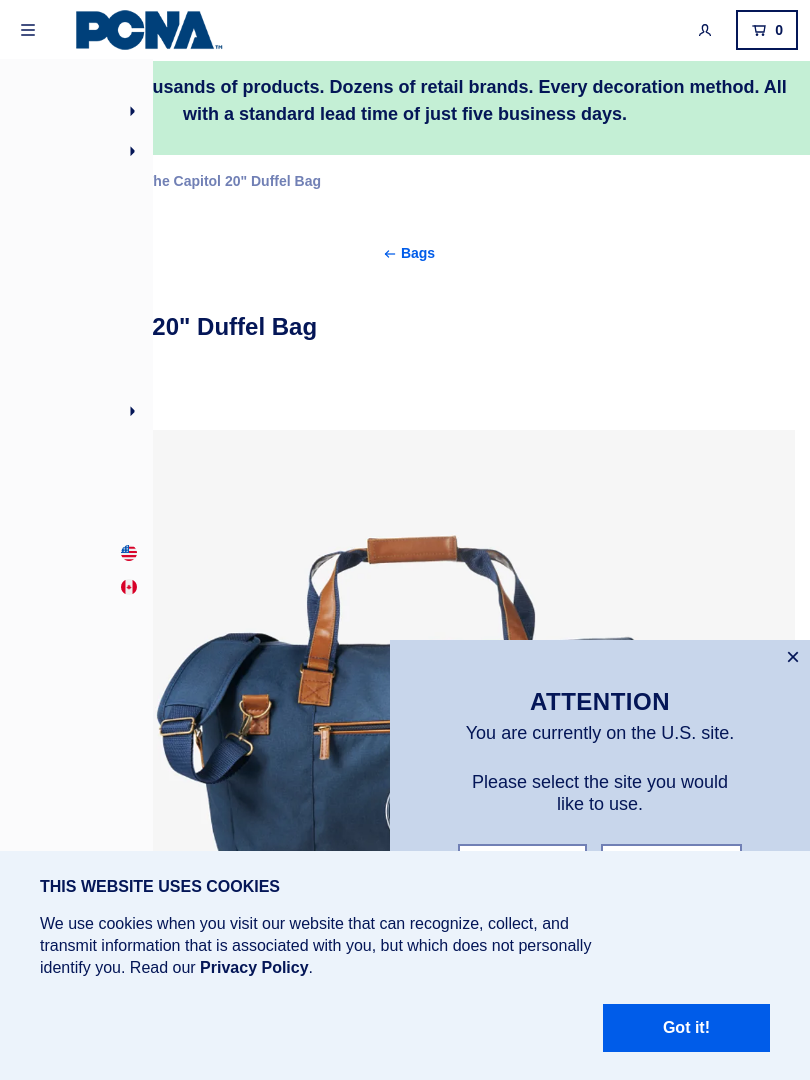 PCNA™
0
usands of products. Dozens of retail brands. Every decoration method. All
with a standard lead time of just five business days.
he Capitol 20" Duffel Bag
← Bags
20" Duffel Bag
ATTENTION
You are currently on the U.S. site.
Please select the site you would
like to use.
THIS WEBSITE USES COOKIES
We use cookies when you visit our website that can recognize, collect, and
transmit information that is associated with you, but which does not personally
identify you. Read our Privacy Policy.
Got it!